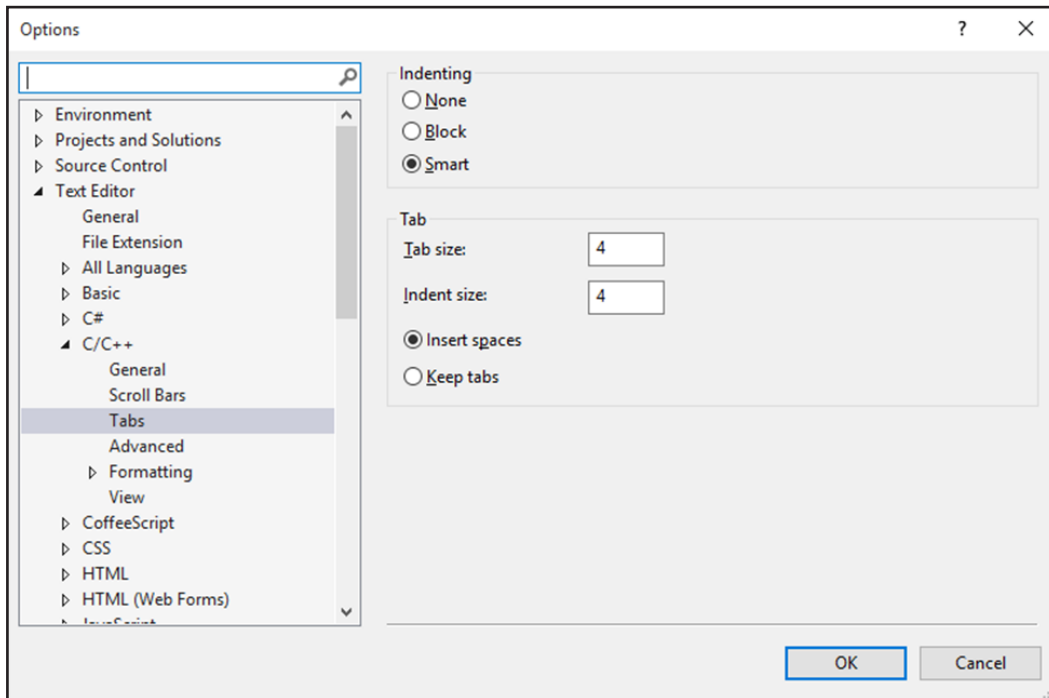 Options
?
Environment
Projects and Solutions
Source Control
Text Editor
General
File Extension
All Languages
Basic
C#
C/C++
General
Scroll Bars
Tabs
Advanced
Formatting
View
CoffeeScript
CSS
HTML
HTML (Web Forms)
Indenting
None
Block
Smart
Tab
Tab size: 4
Indent size: 4
Insert spaces
Keep tabs
OK Cancel